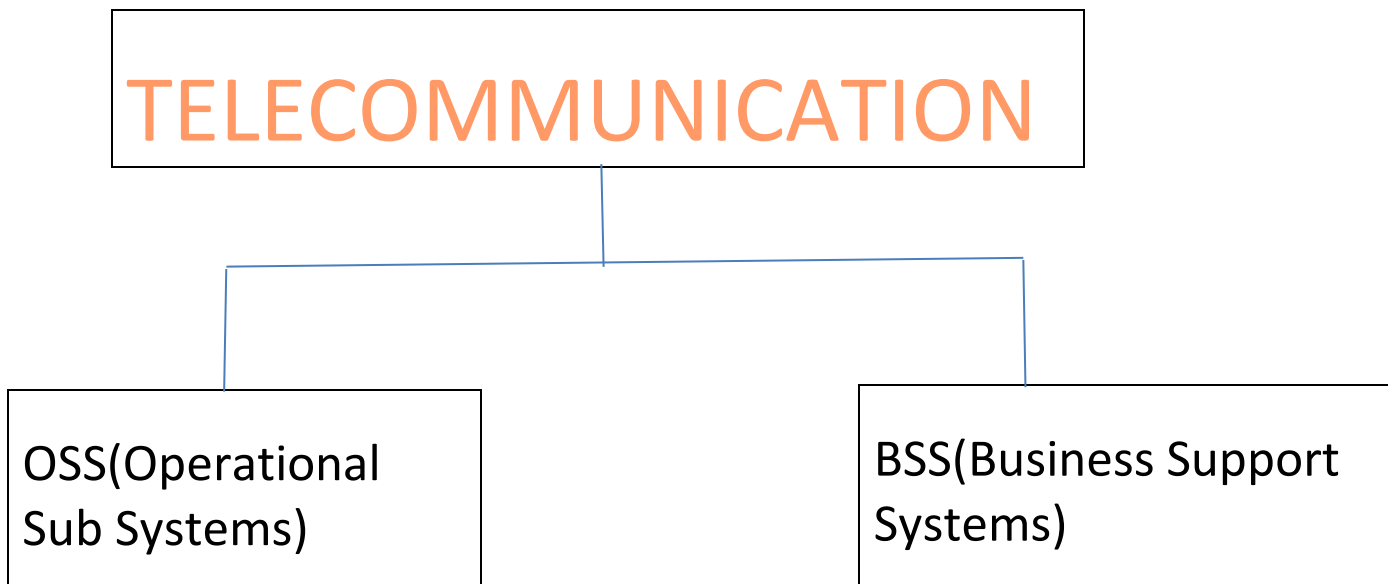 TELECOMMUNICATION
OSS(Operational
Sub Systems)
BSS(Business Support
Systems)